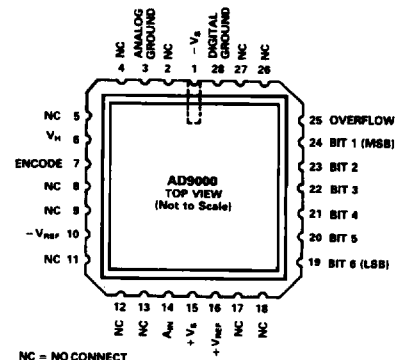 NC
ANALOG
GROUND
NC
- Vs
DIGITAL
GROUND
NC
NC
4 3 2 1 28 27 26
NC 5
VH 6
ENCODE 7
NC 8
NC 9
- VREF 10
NC 11
AD9000
TOP VIEW
(Not to Scale)
25 OVERFLOW
24 BIT 1 (MSB)
23 BIT 2
22 BIT 3
21 BIT 4
20 BIT 5
19 BIT 6 (LSB)
12 13 14 15 16 17 18
NC
NC
AIN
+ Vs
+ VREF
NC
NC
NC = NO CONNECT